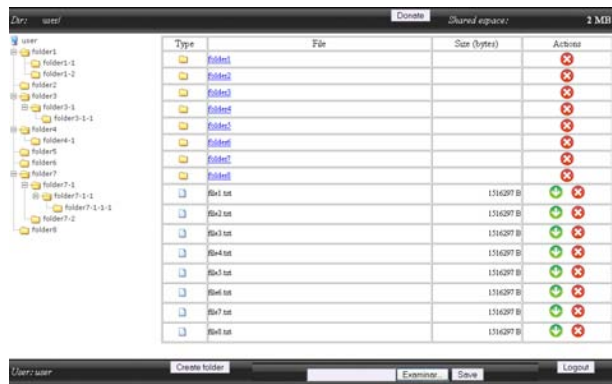 Dir: user/ Donate Shared espace: 2 MB
user
folder1
folder1-1
folder1-2
folder2
folder3
folder3-1
folder3-1-1
folder4
folder4-1
folder5
folder6
folder7
folder7-1
folder7-1-1
folder7-1-1-1
folder7-2
folder8
Type File Size (bytes) Actions
folder1
folder2
folder3
folder4
folder5
folder6
folder7
folder8
file1.txt 1516297 B
file2.txt 1516297 B
file3.txt 1516297 B
file4.txt 1516297 B
file5.txt 1516297 B
file6.txt 1516297 B
file7.txt 1516297 B
file8.txt 1516297 B
User: user Create folder Examinar... Save Logout